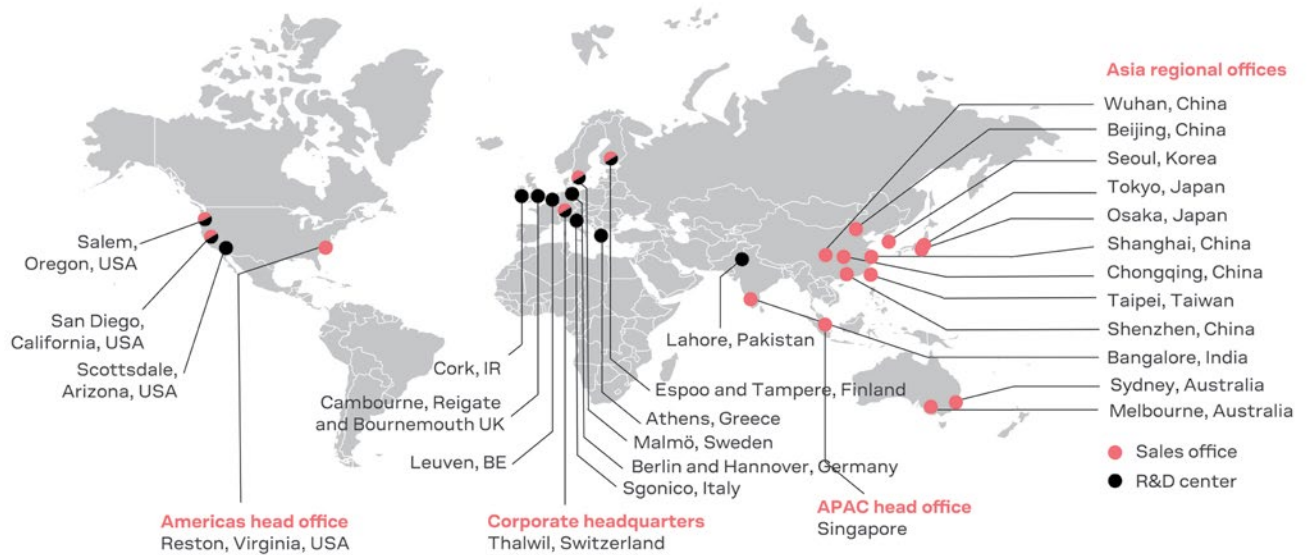 Asia regional offices
Wuhan, China
Beijing, China
Seoul, Korea
Tokyo, Japan
Osaka, Japan
Shanghai, China
Chongqing, China
Taipei, Taiwan
Shenzhen, China
Bangalore, India
Sydney, Australia
Melbourne, Australia
Sales office
R&D center
Salem,
Oregon, USA
San Diego,
California, USA
Scottsdale,
Arizona, USA
Americas head office
Reston, Virginia, USA
Cork, IR
Cambourne, Reigate
and Bournemouth UK
Leuven, BE
Corporate headquarters
Thalwil, Switzerland
Lahore, Pakistan
Espoo and Tampere, Finland
Athens, Greece
Malmö, Sweden
Berlin and Hannover, Germany
Sgonico, Italy
APAC head office
Singapore